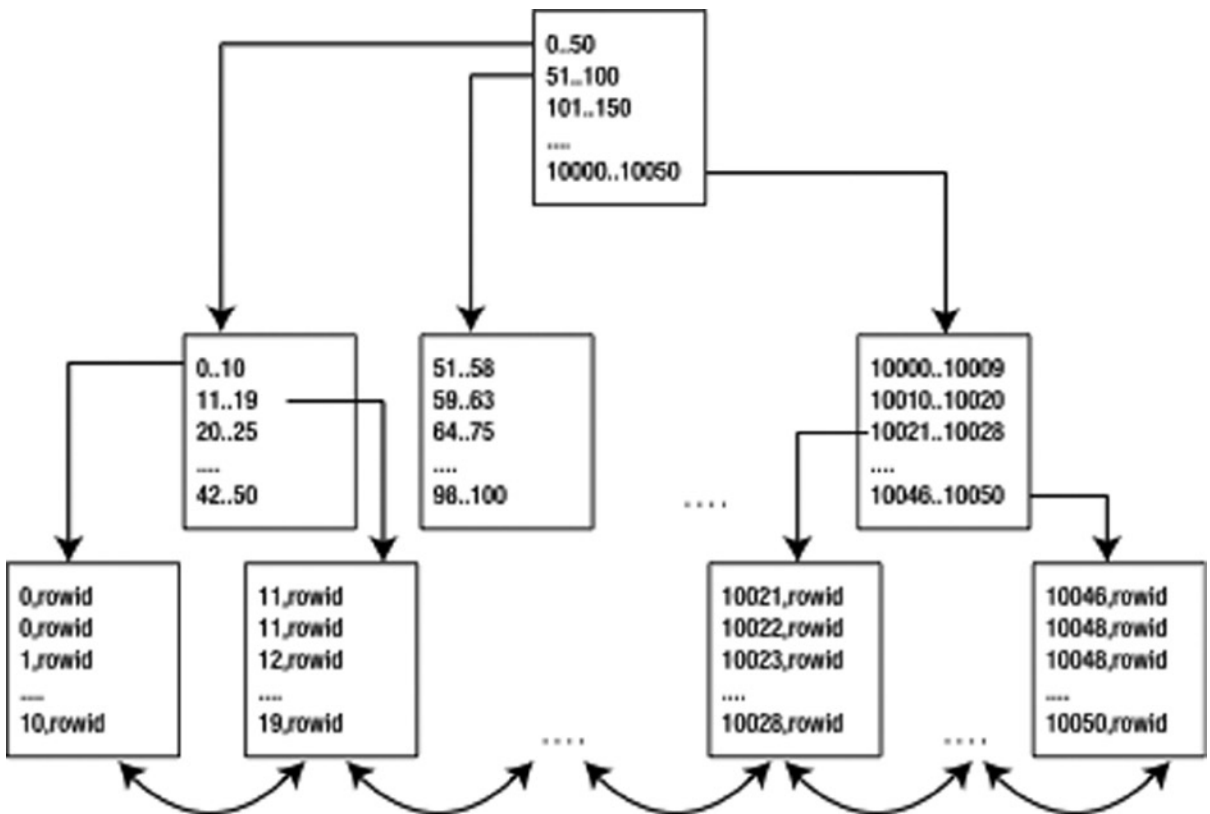 0..50
51..100
101..150
....
10000..10050
0..10
11..19
20..25
....
42..50
51..58
59..63
64..75
....
98..100
....
10000..10009
10010..10020
10021..10028
....
10046..10050
0,rowid
0,rowid
1,rowid
....
10,rowid
11,rowid
11,rowid
12,rowid
....
19,rowid
....
10021,rowid
10022,rowid
10023,rowid
....
10028,rowid
....
10046,rowid
10048,rowid
10048,rowid
....
10050,rowid